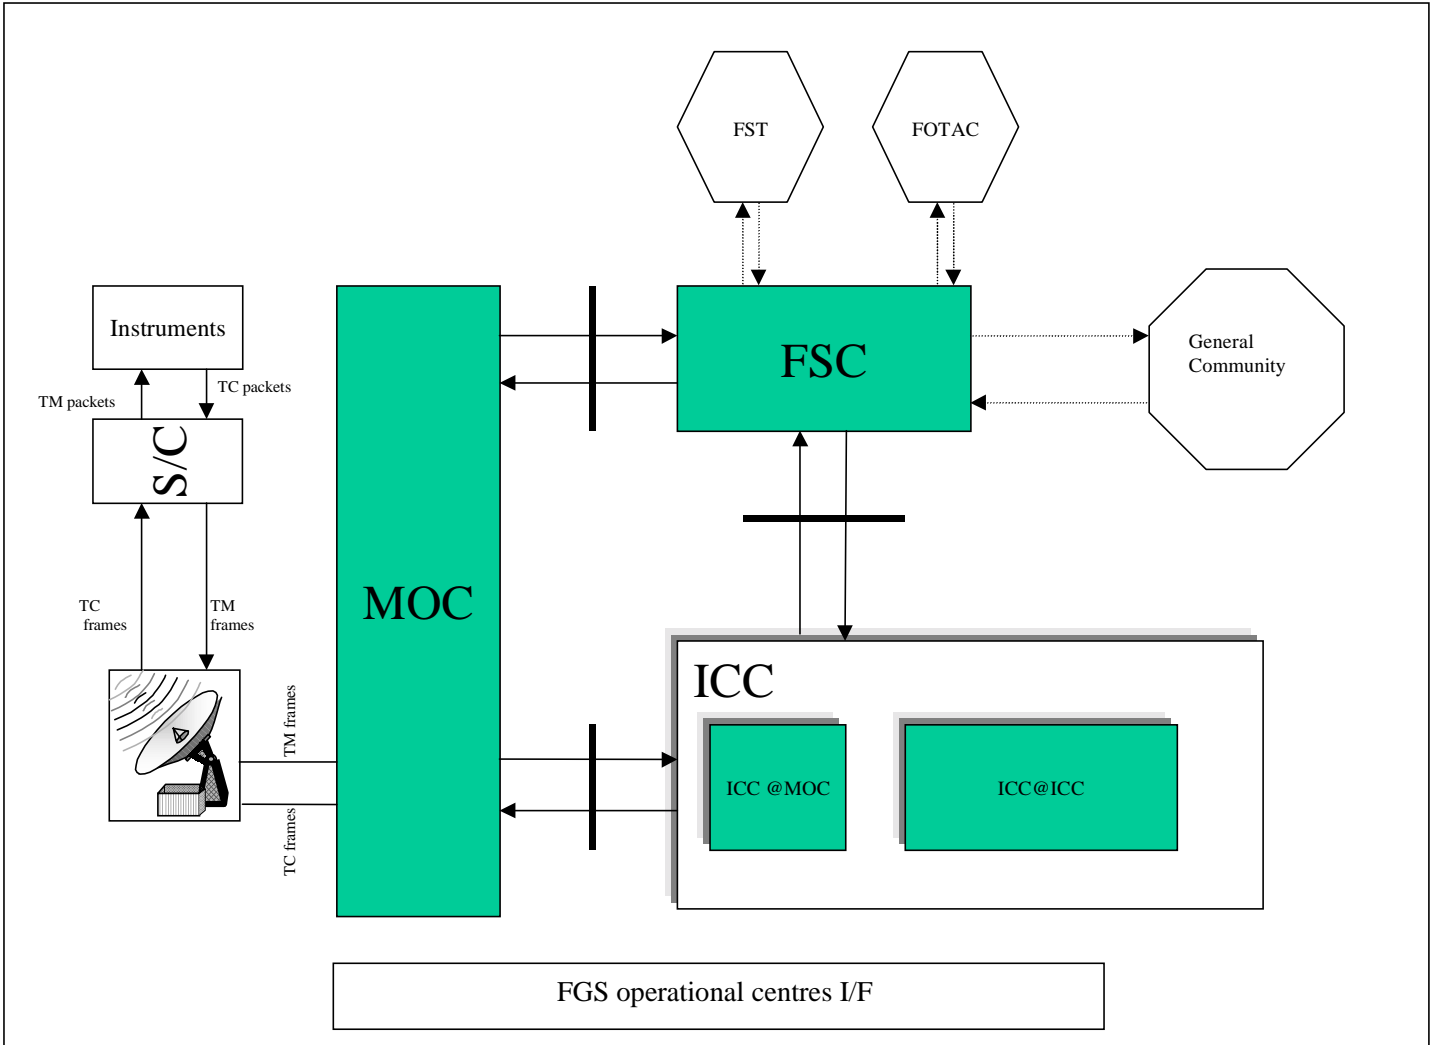 FST
FOTAC
Instruments
TC packets
TM packets
S/C
MOC
FSC
General
Community
TC
frames
TM
frames
TM frames
TC frames
ICC
ICC @MOC
ICC@ICC
FGS operational centres I/F